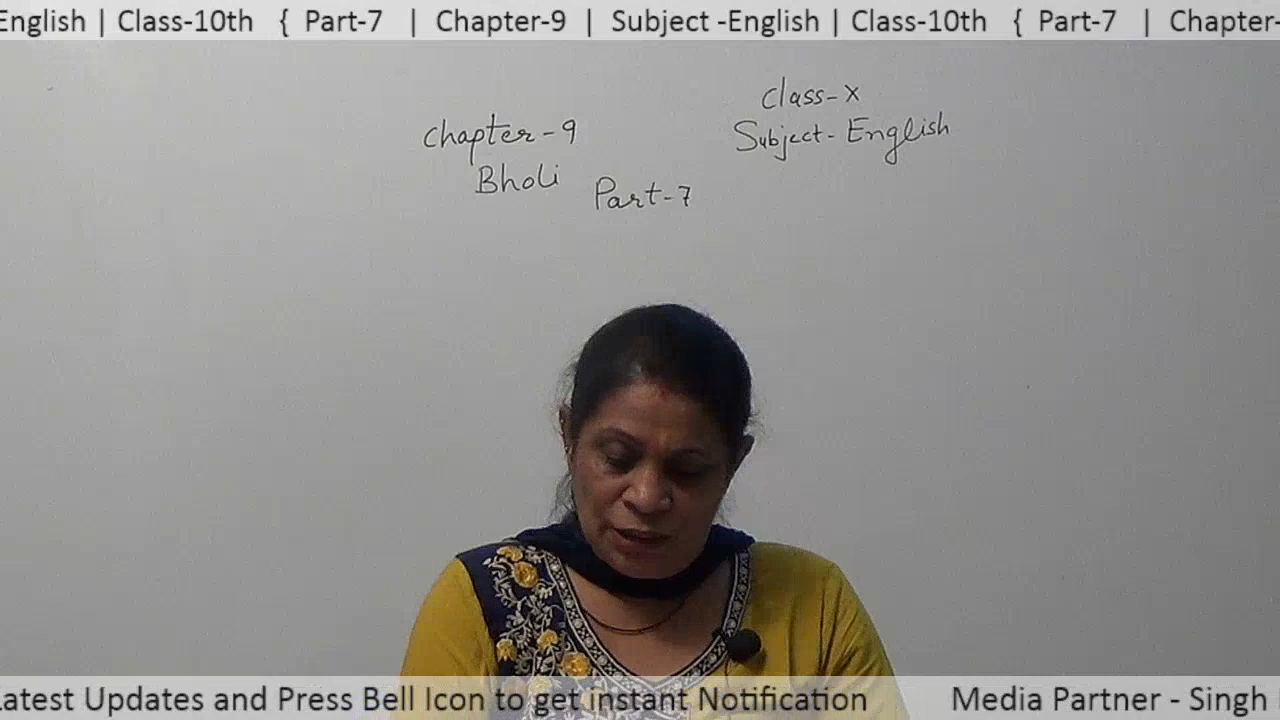 English | Class-10th { Part-7 | Chapter-9 | Subject -English | Class-10th { Part-7 | Chapter-
Class-X
Chapter-9
Subject-English
Bholi
Part-7
Latest Updates and Press Bell Icon to get instant Notification Media Partner - Singh